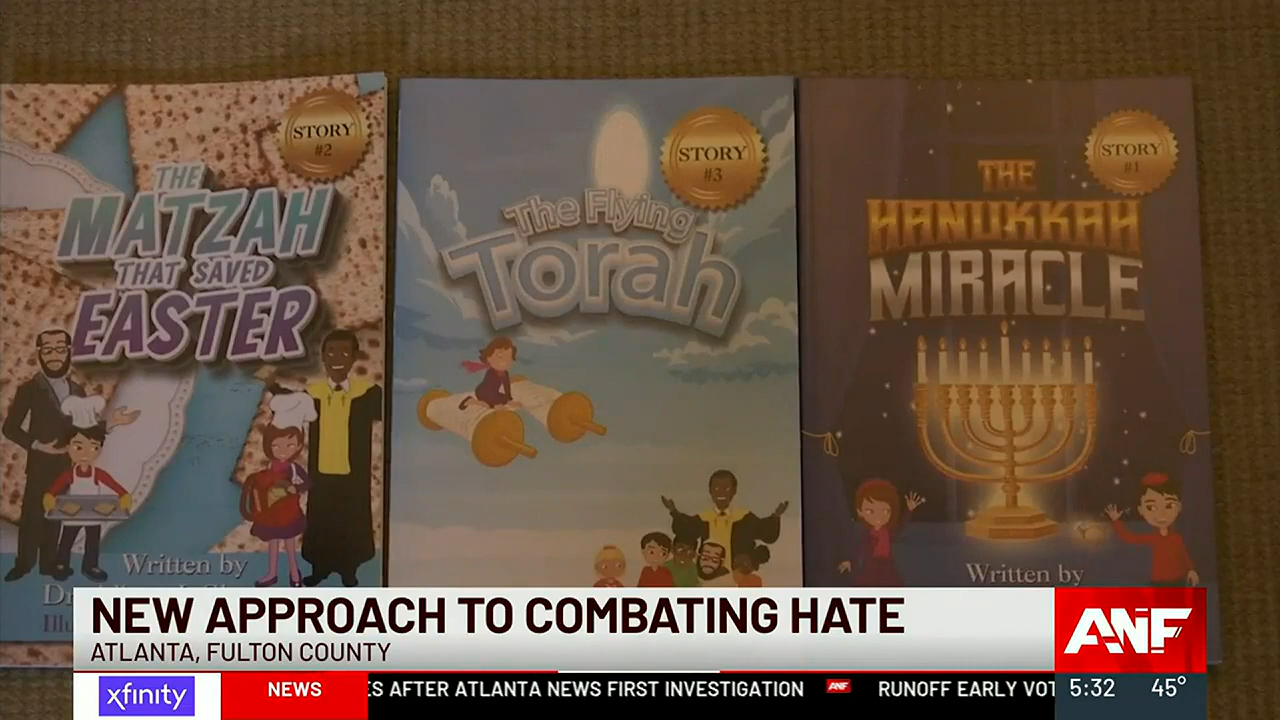 STORY
#2
THE
MATZAH
THAT SAVED
EASTER
Written by
STORY
#3
The Flying
Torah
STORY
#1
THE
HANUKKAH
MIRACLE
Written by
NEW APPROACH TO COMBATING HATE
ATLANTA, FULTON COUNTY
ANF
xfinity
NEWS
AFTER ATLANTA NEWS FIRST INVESTIGATION
ANF
RUNOFF EARLY
5:32
45°